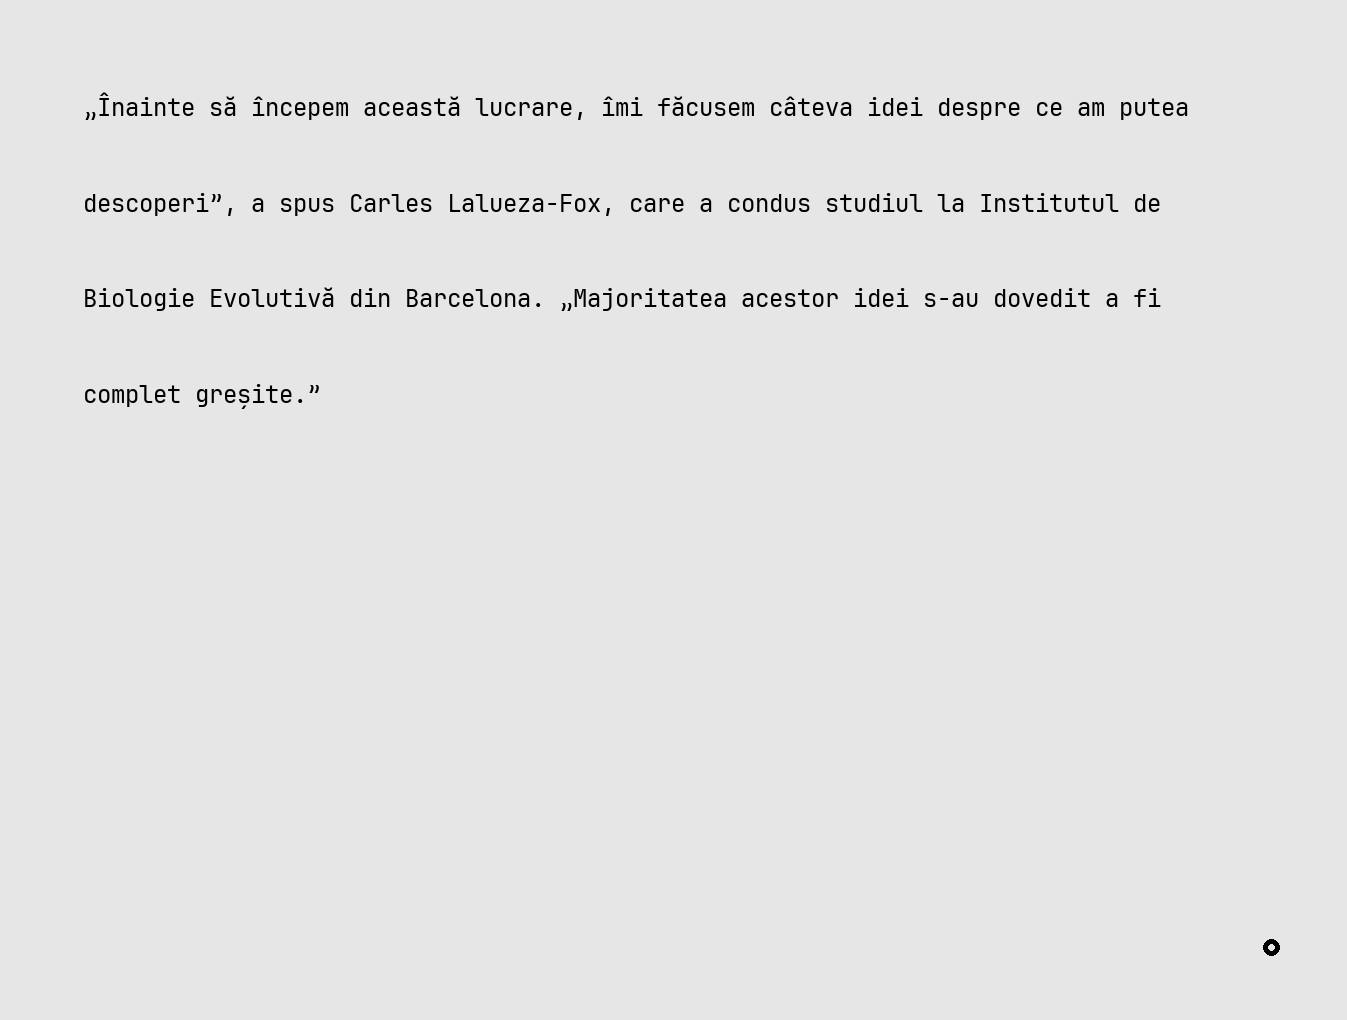 „Înainte să începem această lucrare, îmi făcusem câteva idei despre ce am putea
descoperi”, a spus Carles Lalueza-Fox, care a condus studiul la Institutul de
Biologie Evolutivă din Barcelona. „Majoritatea acestor idei s-au dovedit a fi
complet greșite.”